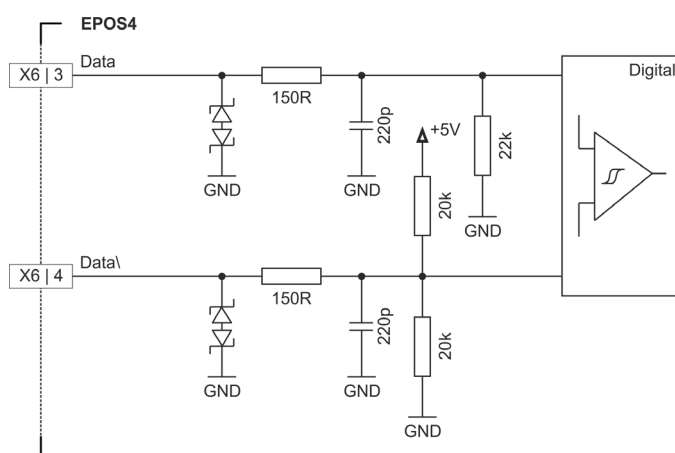 EPOS4
X6 | 3
Data
Digital
150R
220p
+5V
22k
GND
GND
20k
GND
X6 | 4
Data\
150R
220p
20k
GND
GND
GND